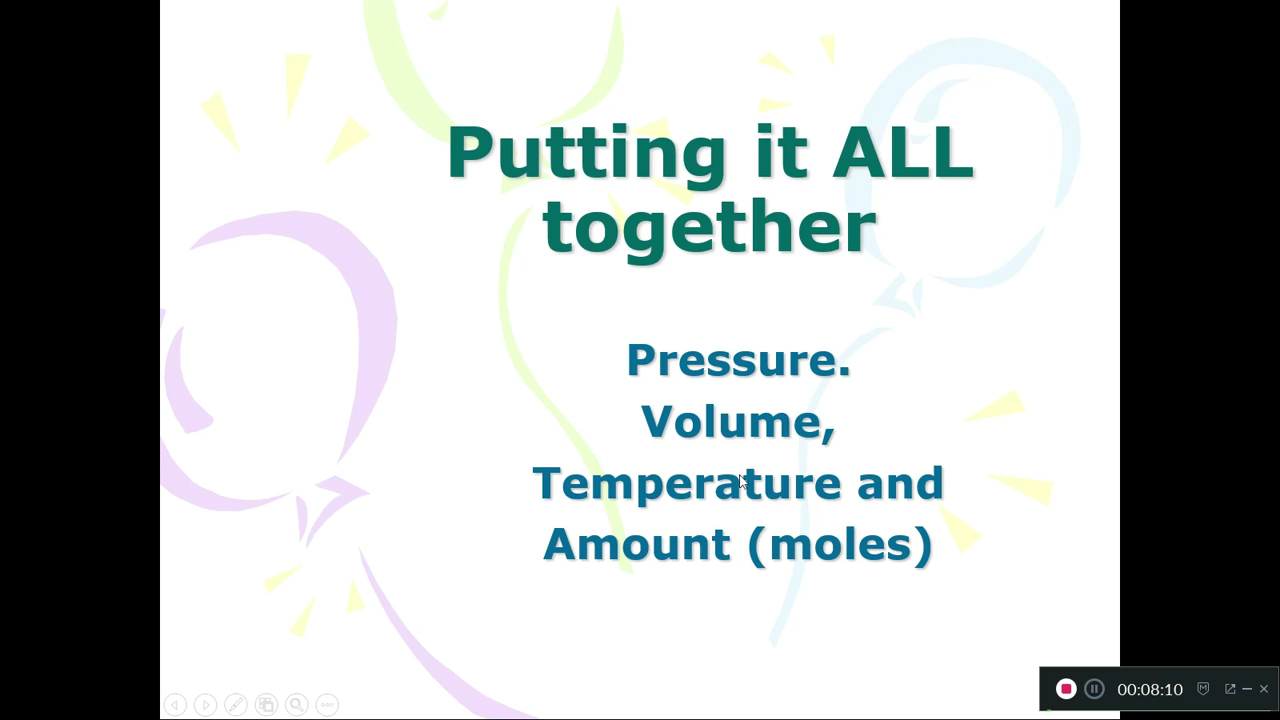 Putting it ALL
together
Pressure.
Volume,
Temperature and
Amount (moles)
00:08:10